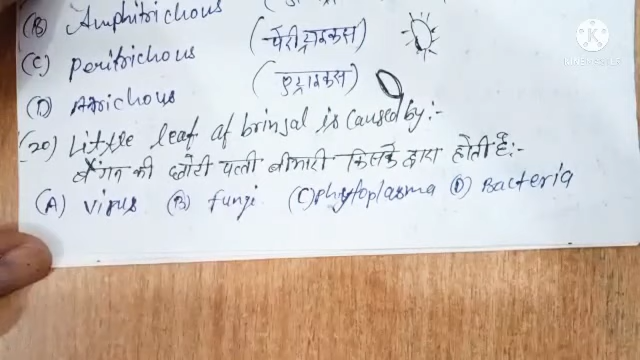 (B) Amphitrichous
(C) Peritrichous (पेरीट्राइकस)
(D) Atrichous (एट्राइकस)
(20) Little leaf of brinjal is caused by:-
बैंगन की छोटी पत्ती बीमारी किसके द्वारा होती है:-
(A) virus (B) fungi (C) phytoplasma (D) Bacteria
KINEMASTER